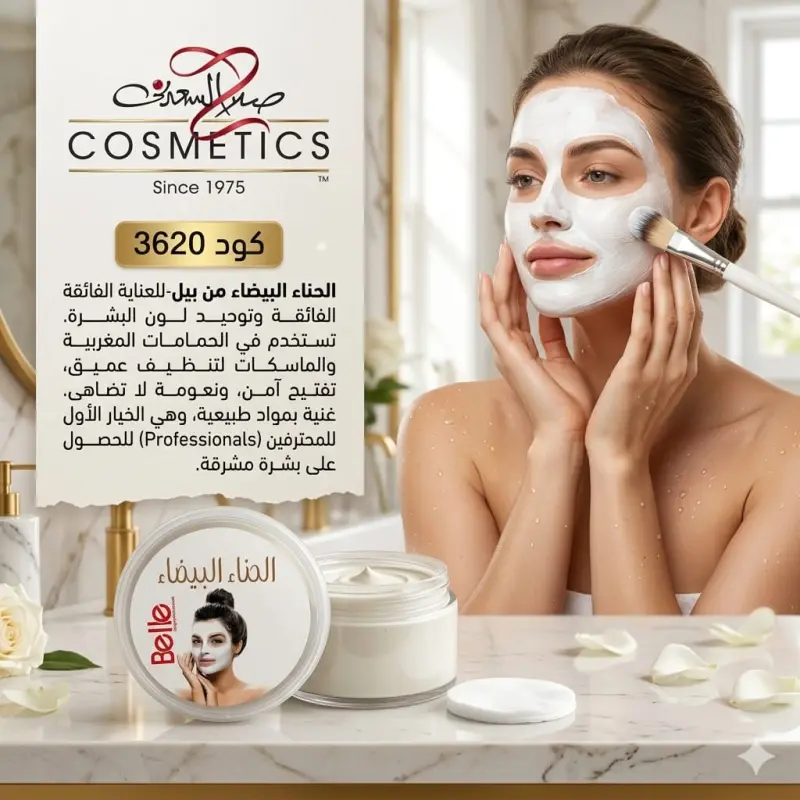 صلاح السعدني
COSMETICS
Since 1975
TM
كود 3620
الحناء البيضاء من بيل-للعناية الفائقة
الفائقة وتوحيد لون البشرة.
تستخدم في الحمامات المغربية
والماسكات لتنظيف عميق،
تفتيح آمن، ونعومة لا تضاهى.
غنية بمواد طبيعية، وهي الخيار الأول
للمحترفين (Professionals) للحصول
على بشرة مشرقة.
الحناء البيضاء
Belle